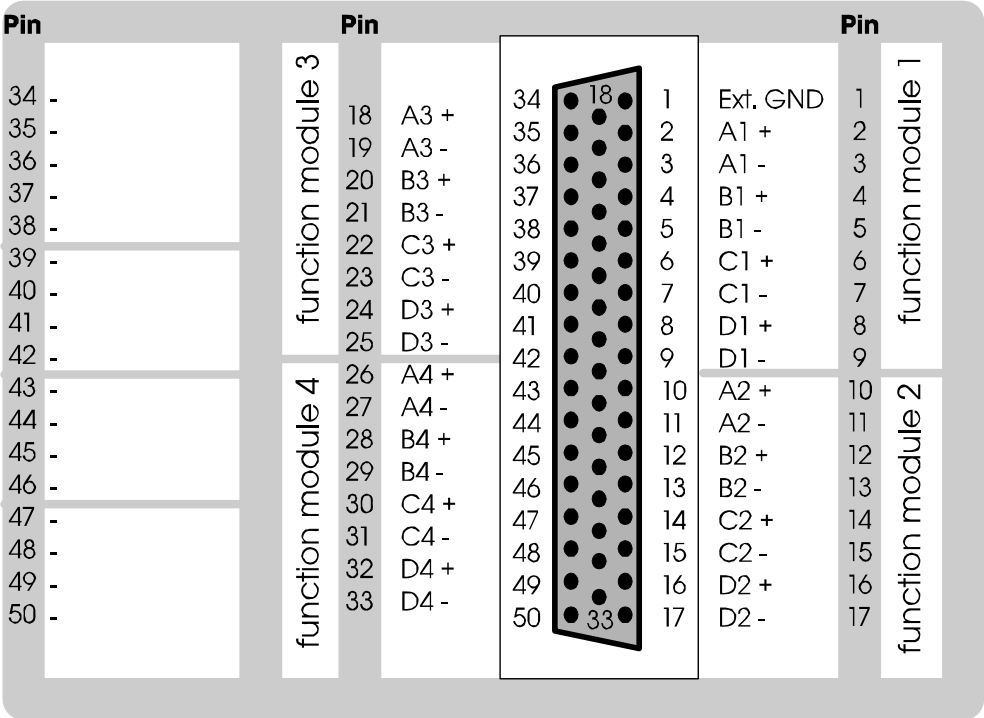 Pin
34 -
35 -
36 -
37 -
38 -
39 -
40 -
41 -
42 -
43 -
44 -
45 -
46 -
47 -
48 -
49 -
50 -
function module 3
function module 4
Pin
18 A3 +
19 A3 -
20 B3 +
21 B3 -
22 C3 +
23 C3 -
24 D3 +
25 D3 -
26 A4 +
27 A4 -
28 B4 +
29 B4 -
30 C4 +
31 C4 -
32 D4 +
33 D4 -
34 18 1
35 2
36 3
37 4
38 5
39 6
40 7
41 8
42 9
43 10
44 11
45 12
46 13
47 14
48 15
49 16
50 33 17
Pin
Ext. GND 1
A1 + 2
A1 - 3
B1 + 4
B1 - 5
C1 + 6
C1 - 7
D1 + 8
D1 - 9
A2 + 10
A2 - 11
B2 + 12
B2 - 13
C2 + 14
C2 - 15
D2 + 16
D2 - 17
function module 1
function module 2